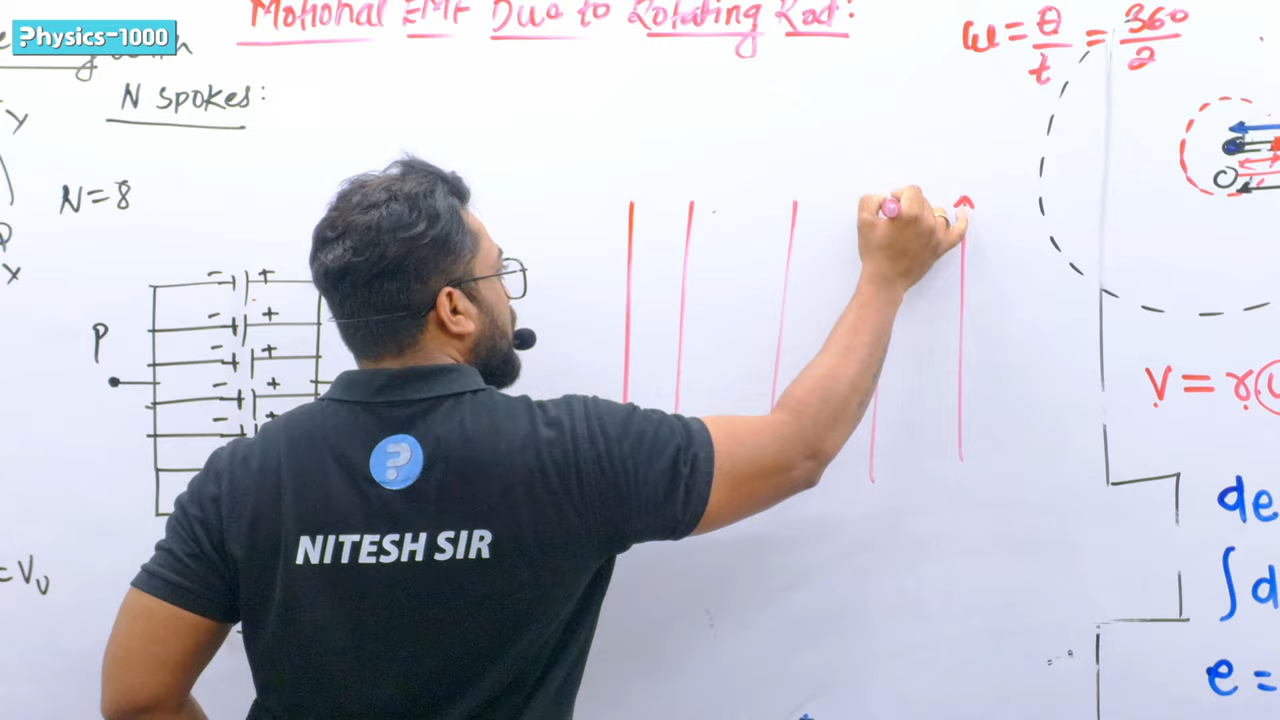 Motional EMF Due to Rotating Rod:
Physics-1000
ω = θ/t = 360/2
N spokes:
Y
N=8
O
X
- +
- +
P
- +
- +
- +
V = r
de
NITESH SIR
= V
∫d
e =